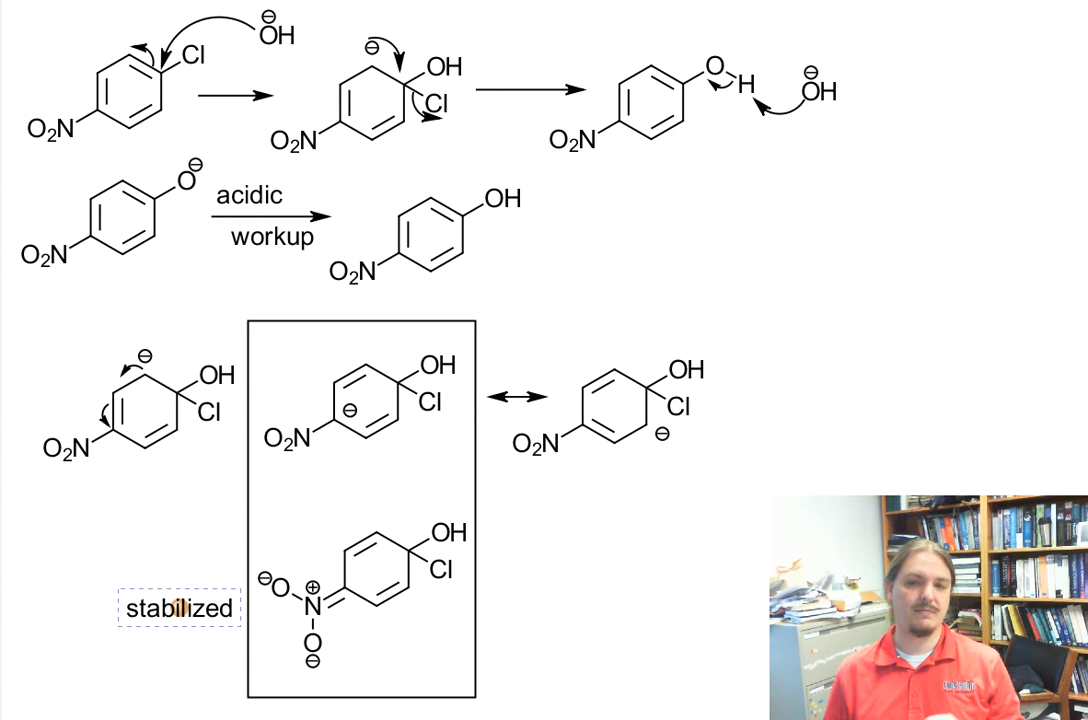 Cl
⊖
OH
O₂N
⊖
OH
Cl
O₂N
O
H
⊖
OH
O₂N
O
⊖
O₂N
acidic
workup
OH
O₂N
⊖
OH
Cl
O₂N
OH
Cl
⊖
O₂N
OH
Cl
⊖
O₂N
OH
Cl
⊖O
⊕
N
O
⊖
stabilized